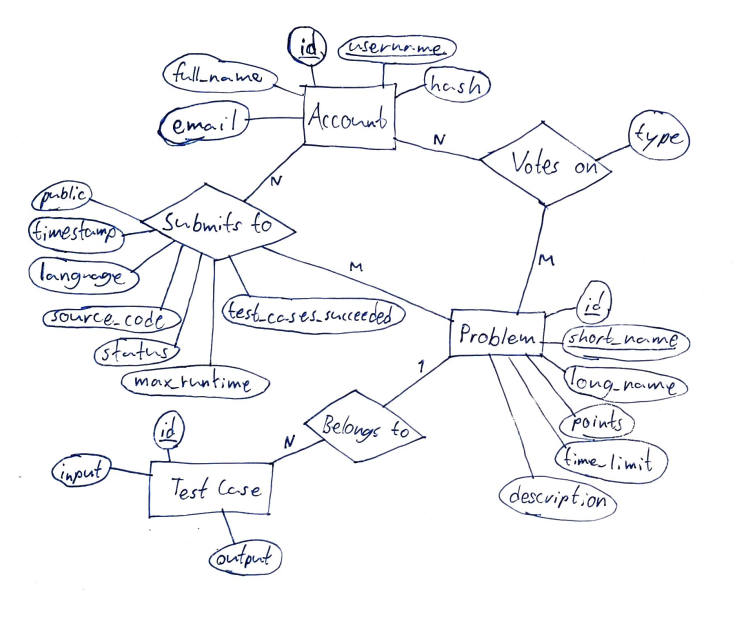 id
username
full_name
hash
email
Account
N
type
Votes on
N
public
Submits to
timestamp
M
M
language
id
test_cases_succeeded
source_code
Problem
short_name
status
1
max_runtime
long_name
points
id
Belongs to
N
time_limit
input
Test Case
description
output